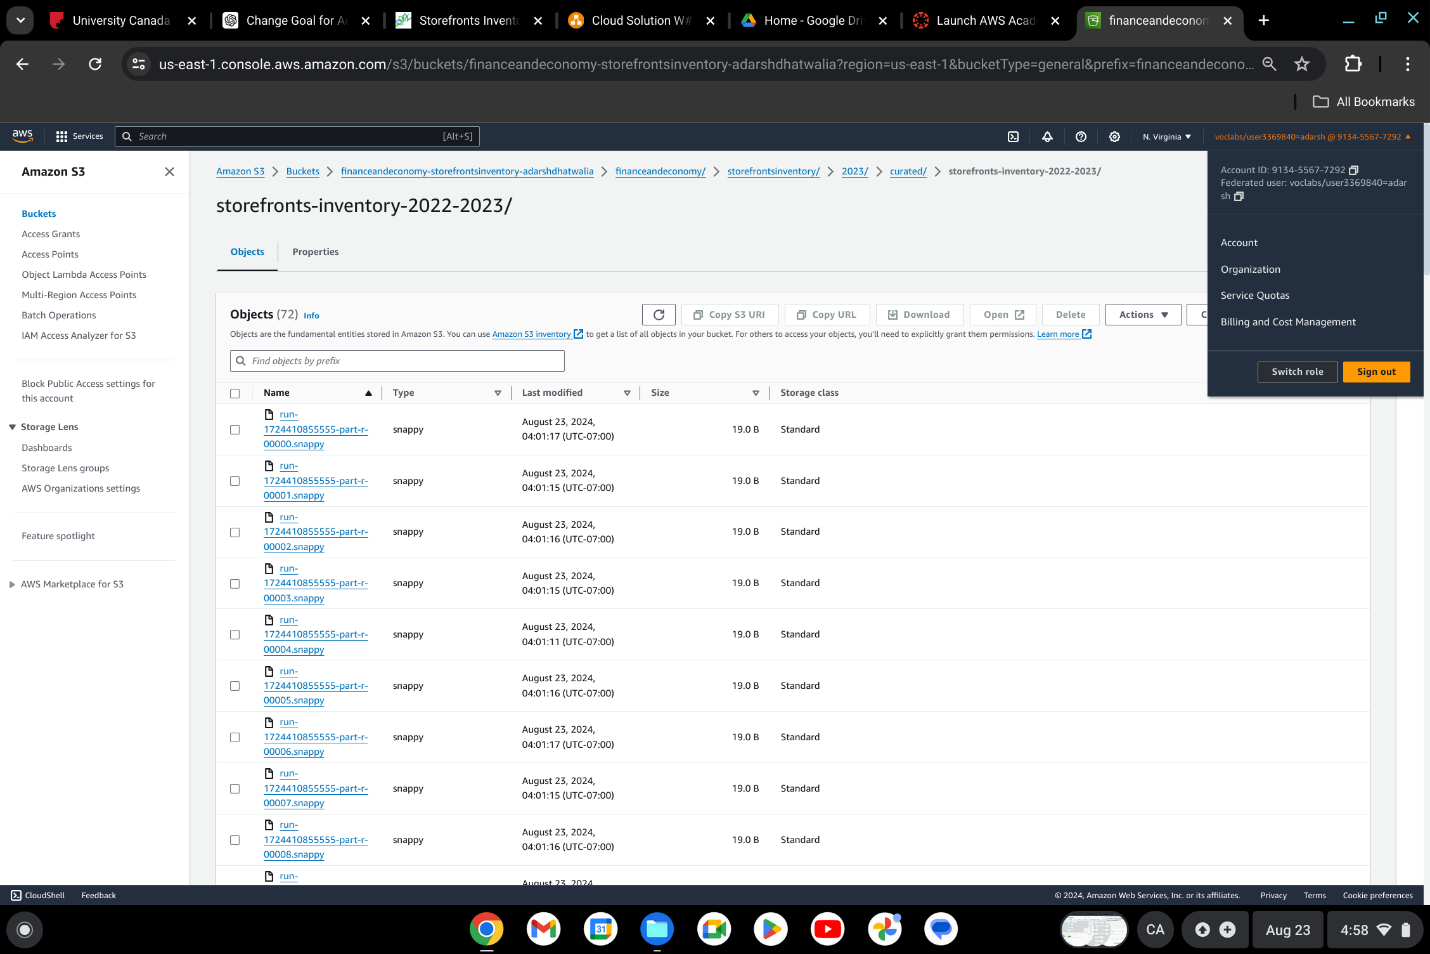 University Canada
Change Goal for A
Storefronts Invent
Cloud Solution W#
Home - Google Dri
Launch AWS Acad
financeandeconom
us-east-1.console.aws.amazon.com/s3/buckets/financeandeconomy-storefrontsinventory-adarshdhatwalia?region=us-east-1&bucketType=general&prefix=financeandecono...
All Bookmarks
aws
Services
Search
[Alt+S]
N. Virginia
voclabs/user3369840=adarsh @ 9134-5567-7292
Account ID: 9134-5567-7292
Federated user: voclabs/user3369840=adar
sh
Account
Organization
Service Quotas
Billing and Cost Management
Switch role
Sign out
Amazon S3
Buckets
Access Grants
Access Points
Object Lambda Access Points
Multi-Region Access Points
Batch Operations
IAM Access Analyzer for S3
Block Public Access settings for
this account
Storage Lens
Dashboards
Storage Lens groups
AWS Organizations settings
Feature spotlight
AWS Marketplace for S3
Amazon S3
Buckets
financeandeconomy-storefrontsinventory-adarshdhatwalia
financeandeconomy/
storefrontsinventory/
2023/
curated/
storefronts-inventory-2022-2023/
storefronts-inventory-2022-2023/
Objects
Properties
Objects (72) Info
Copy S3 URI
Copy URL
Download
Open
Delete
Actions
C
Objects are the fundamental entities stored in Amazon S3. You can use Amazon S3 inventory to get a list of all objects in your bucket. For others to access your objects, you'll need to explicitly grant them permissions. Learn more
Find objects by prefix
Name
Type
Last modified
Size
Storage class
run-
1724410855555-part-r-
00000.snappy
snappy
August 23, 2024,
04:01:17 (UTC-07:00)
19.0 B
Standard
run-
1724410855555-part-r-
00001.snappy
snappy
August 23, 2024,
04:01:15 (UTC-07:00)
19.0 B
Standard
run-
1724410855555-part-r-
00002.snappy
snappy
August 23, 2024,
04:01:16 (UTC-07:00)
19.0 B
Standard
run-
1724410855555-part-r-
00003.snappy
snappy
August 23, 2024,
04:01:15 (UTC-07:00)
19.0 B
Standard
run-
1724410855555-part-r-
00004.snappy
snappy
August 23, 2024,
04:01:11 (UTC-07:00)
19.0 B
Standard
run-
1724410855555-part-r-
00005.snappy
snappy
August 23, 2024,
04:01:16 (UTC-07:00)
19.0 B
Standard
run-
1724410855555-part-r-
00006.snappy
snappy
August 23, 2024,
04:01:17 (UTC-07:00)
19.0 B
Standard
run-
1724410855555-part-r-
00007.snappy
snappy
August 23, 2024,
04:01:15 (UTC-07:00)
19.0 B
Standard
run-
1724410855555-part-r-
00008.snappy
snappy
August 23, 2024,
04:01:16 (UTC-07:00)
19.0 B
Standard
run-
August 23, 2024,
CloudShell
Feedback
© 2024, Amazon Web Services, Inc. or its affiliates.
Privacy
Terms
Cookie preferences
31
CA
Aug 23
4:58